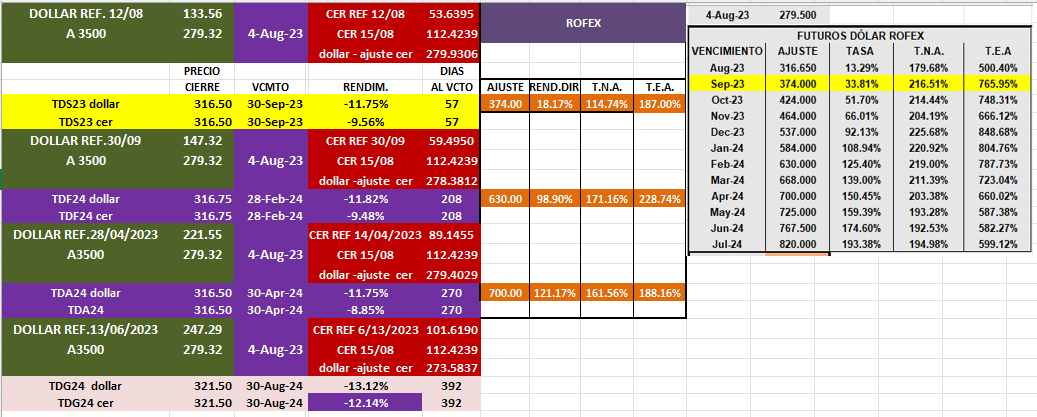 DOLLAR REF. 12/08 133.56 CER REF 12/08 53.6395
A 3500 279.32 4-Aug-23 CER 15/08 112.4239
dollar - ajuste cer 279.9306
PRECIO DIAS
CIERRE VCMTO RENDIM. AL VCTO
TDS23 dollar 316.50 30-Sep-23 -11.75% 57
TDS23 cer 316.50 30-Sep-23 -9.56% 57
DOLLAR REF.30/09 147.32 CER REF 30/09 59.4950
A 3500 279.32 4-Aug-23 CER 15/08 112.4239
dollar -ajuste cer 278.3812
TDF24 dollar 316.75 28-Feb-24 -11.82% 208
TDF24 cer 316.75 28-Feb-24 -9.48% 208
DOLLAR REF.28/04/2023 221.55 CER REF 14/04/2023 89.1455
A 3500 279.32 4-Aug-23 CER 15/08 112.4239
dollar -ajuste cer 279.4029
TDA24 dollar 316.50 30-Apr-24 -11.75% 270
TDA24 316.50 30-Apr-24 -8.85% 270
DOLLAR REF.13/06/2023 247.29 CER REF 6/13/2023 101.6190
A3500 279.32 4-Aug-23 CER 15/08 112.4239
dollar -ajuste cer 273.5837
TDG24 dollar 321.50 30-Aug-24 -13.12% 392
TDG24 cer 321.50 30-Aug-24 -12.14% 392
ROFEX
AJUSTE REND.DIR T.N.A. T.E.A.
374.00 18.17% 114.74% 187.00%
630.00 98.90% 171.16% 228.74%
700.00 121.17% 161.56% 188.16%
4-Aug-23 279.500
FUTUROS DÓLAR ROFEX
VENCIMIENTO AJUSTE TASA T.N.A. T.E.A
Aug-23 316.650 13.29% 179.68% 500.40%
Sep-23 374.000 33.81% 216.51% 765.95%
Oct-23 424.000 51.70% 214.44% 748.31%
Nov-23 464.000 66.01% 204.19% 666.12%
Dec-23 537.000 92.13% 225.68% 848.68%
Jan-24 584.000 108.94% 220.92% 804.76%
Feb-24 630.000 125.40% 219.00% 787.73%
Mar-24 668.000 139.00% 211.39% 723.04%
Apr-24 700.000 150.45% 203.38% 660.02%
May-24 725.000 159.39% 193.28% 587.38%
Jun-24 767.500 174.60% 192.53% 582.27%
Jul-24 820.000 193.38% 194.98% 599.12%